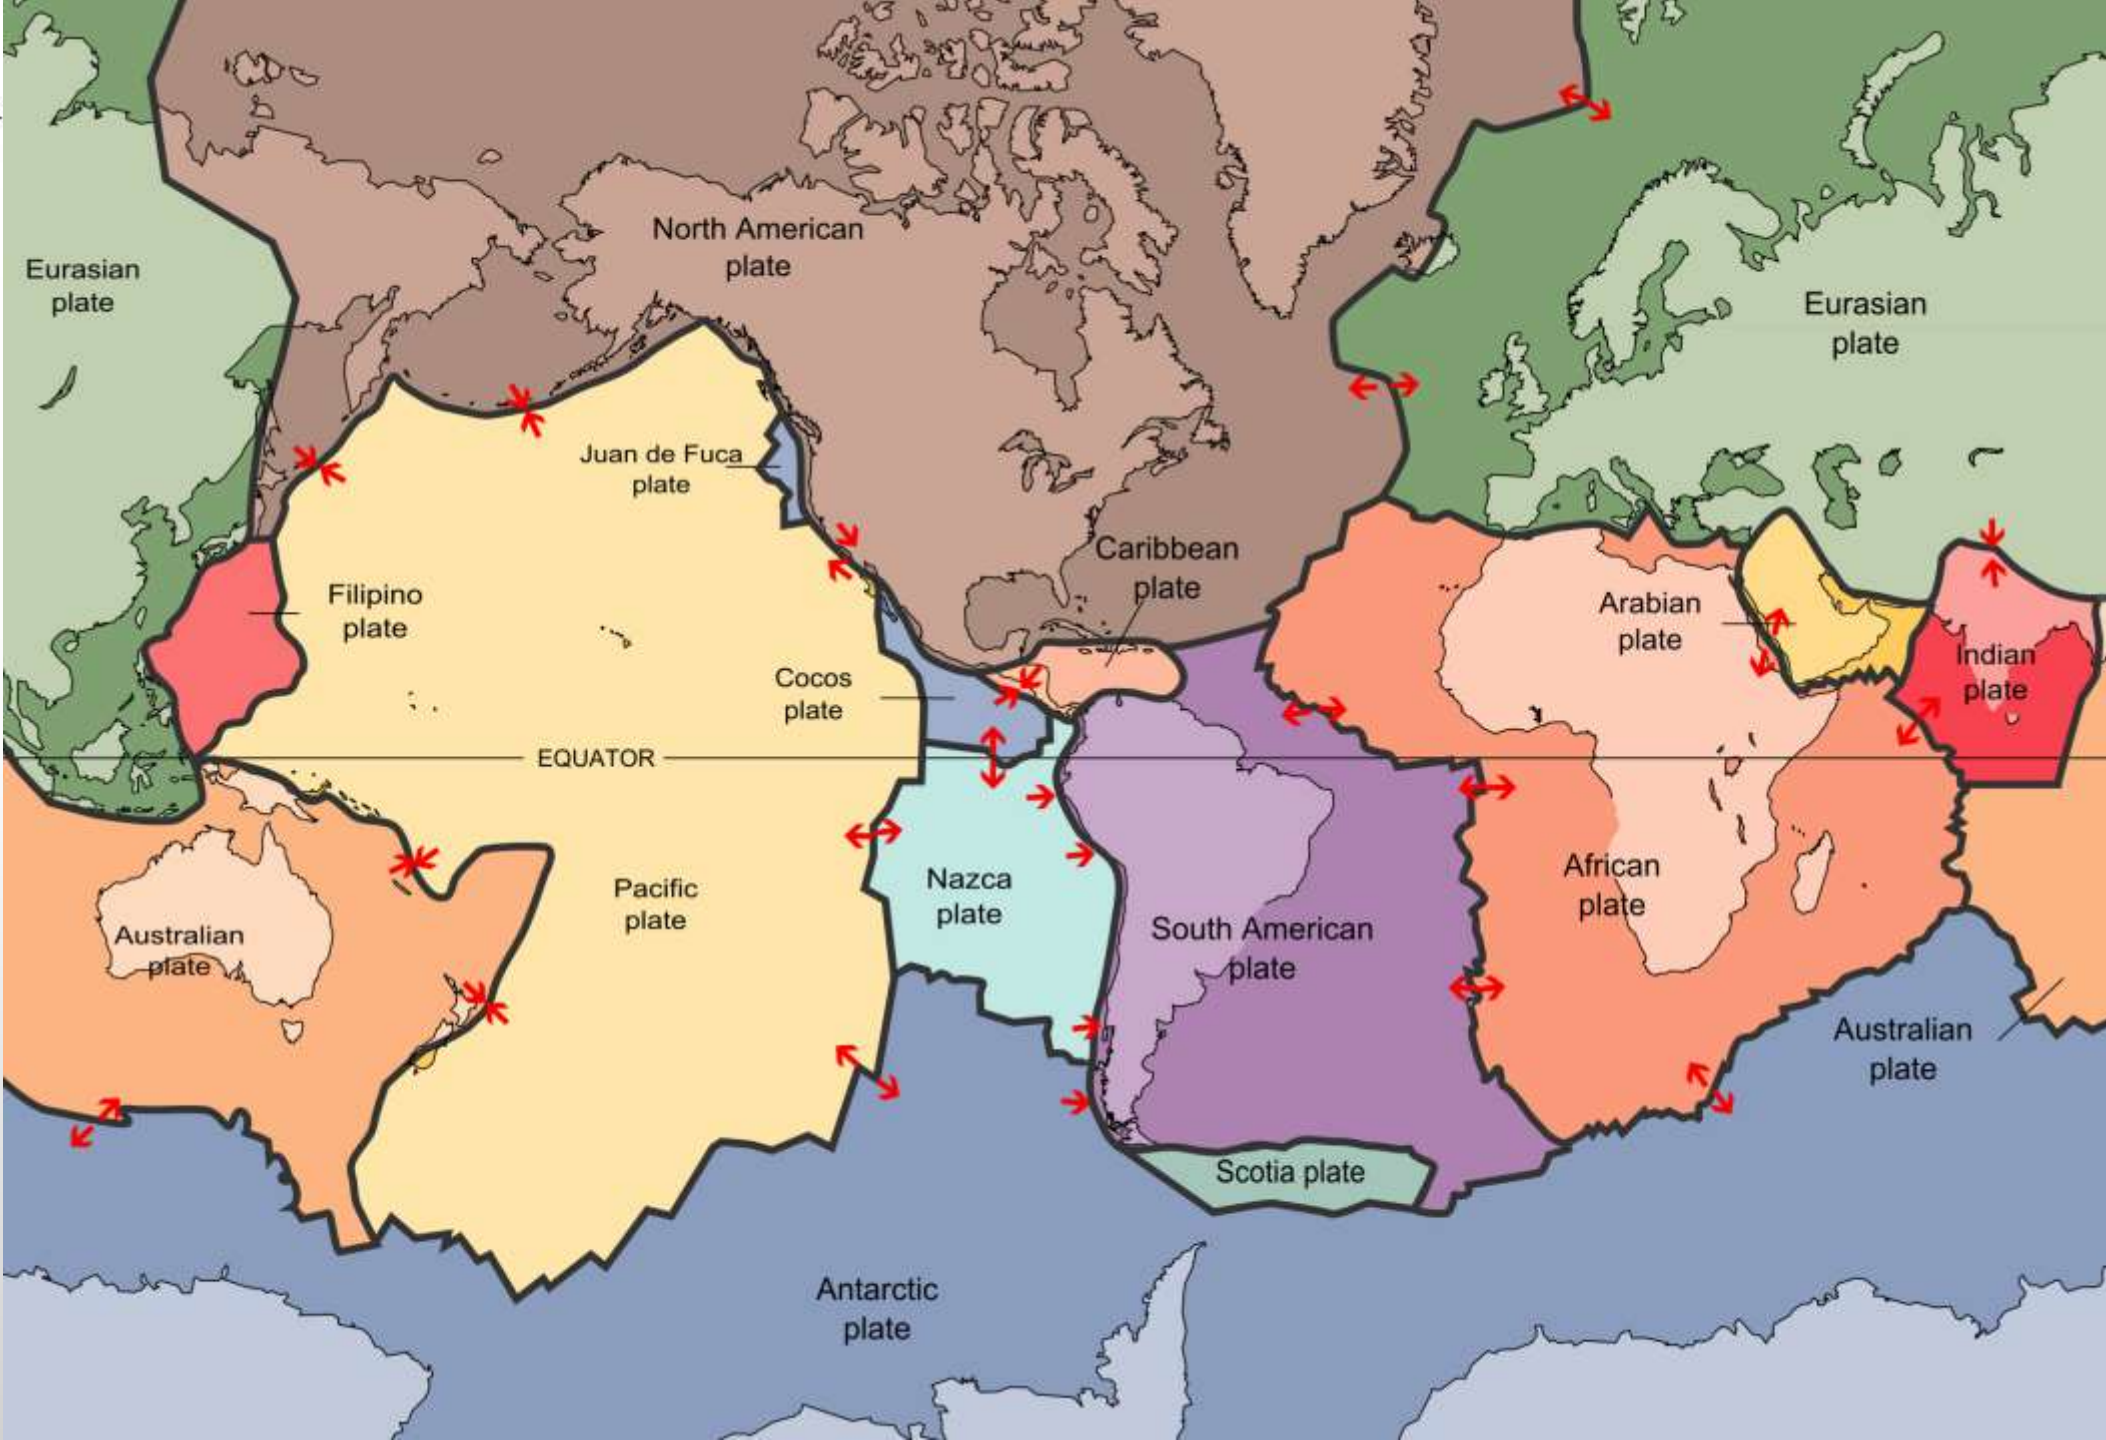 North American
plate
Eurasian
plate
Eurasian
plate
Juan de Fuca
plate
Caribbean
plate
Filipino
plate
Arabian
plate
Indian
plate
Cocos
plate
EQUATOR
Pacific
plate
Nazca
plate
African
plate
Australian
plate
South American
plate
Australian
plate
Scotia plate
Antarctic
plate